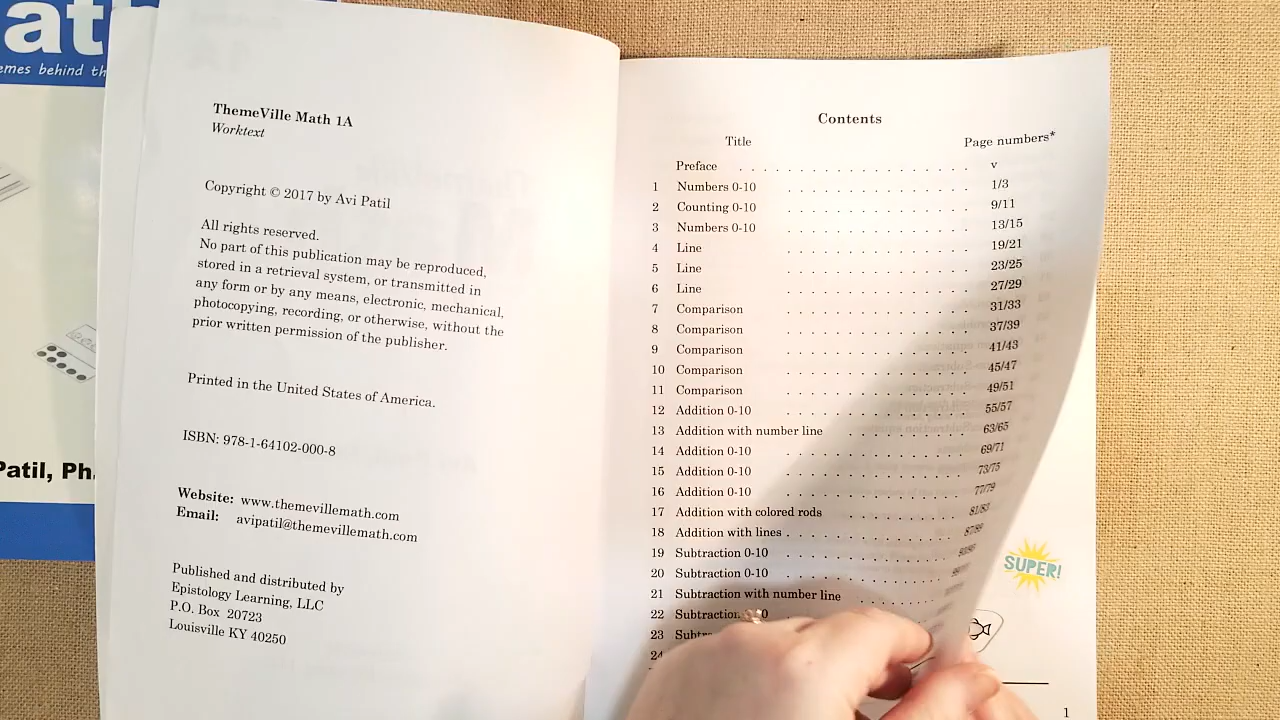 ath
emes behind th
Patil, Ph.
ThemeVille Math 1A
Worktext
Copyright © 2017 by Avi Patil
All rights reserved.
No part of this publication may be reproduced,
stored in a retrieval system, or transmitted in
any form or by any means, electronic, mechanical,
photocopying, recording, or otherwise, without the
prior written permission of the publisher.
Printed in the United States of America.
ISBN: 978-1-64102-000-8
Website: www.themevillemath.com
Email: avipatil@themevillemath.com
Published and distributed by
Epistology Learning, LLC
P.O. Box 20723
Louisville KY 40250
Contents
Title Page numbers*
Preface . . . . . . . . . . . . . . . . . v
1 Numbers 0-10 . . . . . . . . . 1/3
2 Counting 0-10 . . . . . . . . . 9/11
3 Numbers 0-10 . . . . . . . . . 13/15
4 Line . . . . . . . . . 19/21
5 Line . . . . . . . . . 23/25
6 Line . . . . . . . . . 27/29
7 Comparison . . . . . . . . . 31/33
8 Comparison . . . . . . . . . 37/39
9 Comparison . . . . . . . . . 41/43
10 Comparison . . . . . . . . . 45/47
11 Comparison . . . . . . . . . 49/51
12 Addition 0-10 . . . . . . . . . 55/57
13 Addition with number line . . . . . . . 63/65
14 Addition 0-10 . . . . . . . . . 69/71
15 Addition 0-10 . . . . . . . . . 73/75
16 Addition 0-10 . . . . . . . . . 77/79
17 Addition with colored rods . . . . . . . 81/83
18 Addition with lines . . . . . . . . . 87/89
19 Subtraction 0-10 . . . . . . . . .
20 Subtraction 0-10 . . . . . . . . .
21 Subtraction with number line . . . . . . .
22 Subtraction
23
24
SUPER!
1